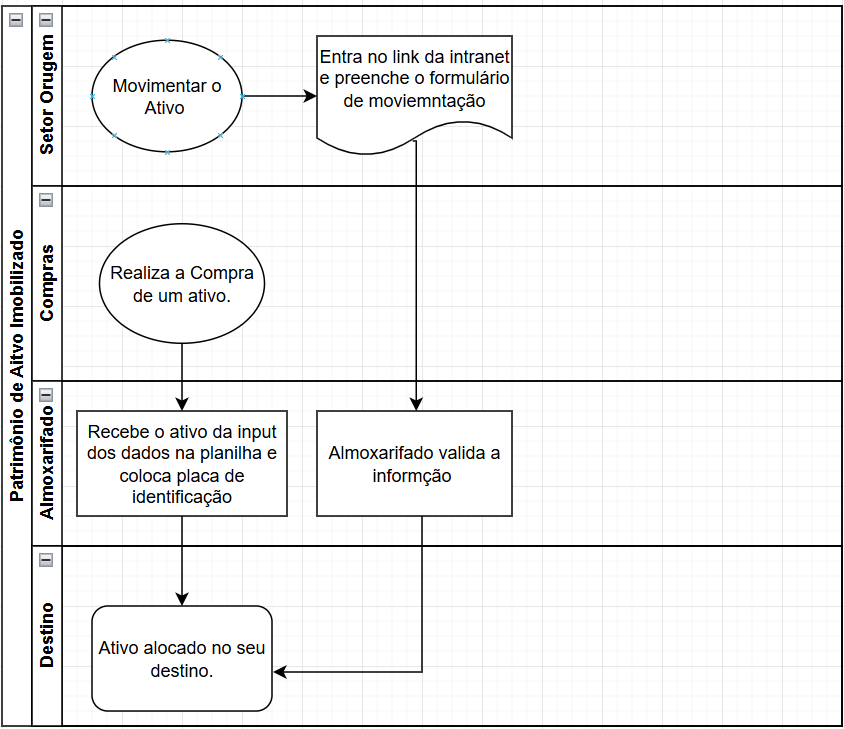 Patrimônio de Aitvo Imobilizado
Setor Orugem
Movimentar o
Ativo
Entra no link da intranet
e preenche o formulário
de moviemntação
Compras
Realiza a Compra
de um ativo.
Almoxarifado
Recebe o ativo da input
dos dados na planilha e
coloca placa de
identificação
Almoxarifado valida a
informção
Destino
Ativo alocado no seu
destino.